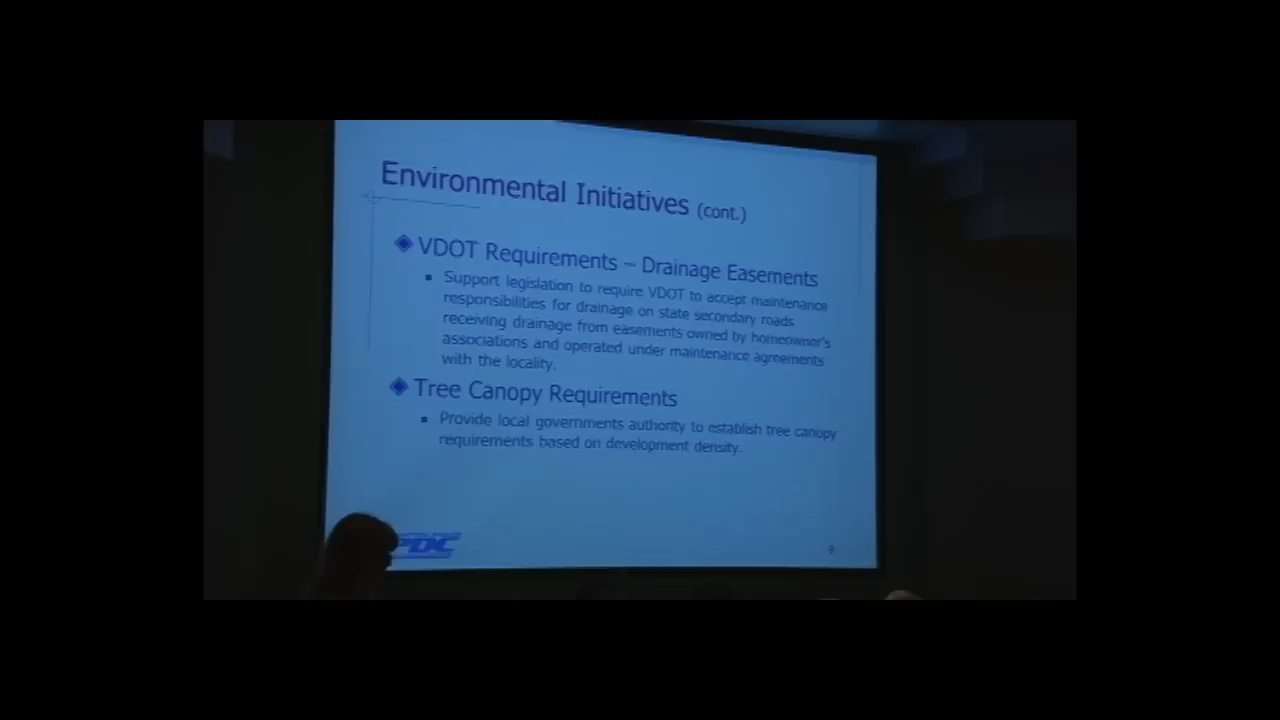 Environmental Initiatives (cont.)
VDOT Requirements – Drainage Easements
Support legislation to require VDOT to accept maintenance
responsibilities for drainage on state secondary roads
receiving drainage from easements owned by homeowner's
associations and operated under maintenance agreements
with the locality.
Tree Canopy Requirements
Provide local governments authority to establish tree canopy
requirements based on development density.
PDC